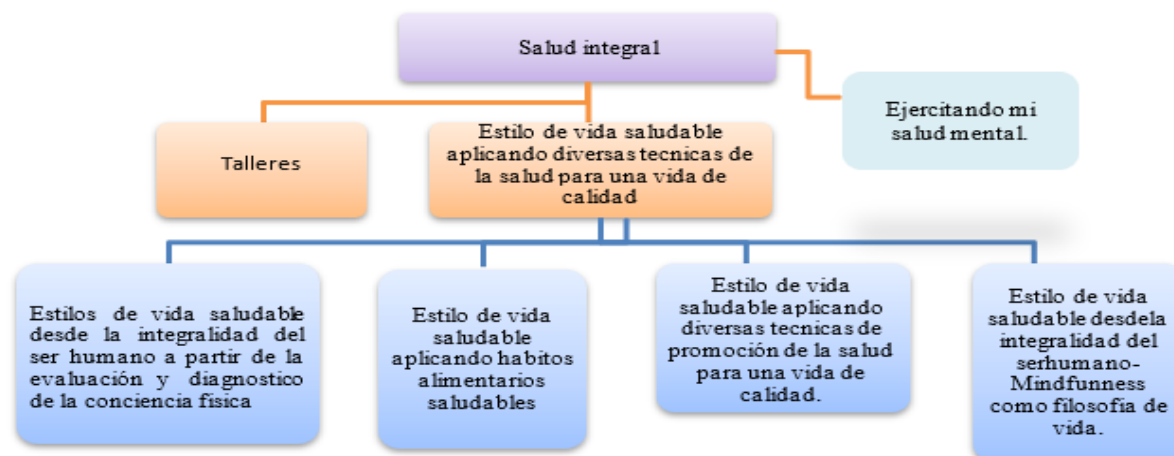 Salud integral
Ejercitando mi
salud mental.
Talleres
Estilo de vida saludable
aplicando diversas tecnicas de
la salud para una vida de
calidad
Estilos de vida saludable
desde la integralidad del
ser humano a partir de la
evaluación y diagnostico
de la conciencia física
Estilo de vida
saludable
aplicando habitos
alimentarios
saludables
Estilo de vida
saludable aplicando
diversas tecnicas de
promoción de la salud
para una vida de
calidad.
Estilo de vida
saludable desdela
integralidad del
serhumano-
Mindfunness
como filosofía de
vida.